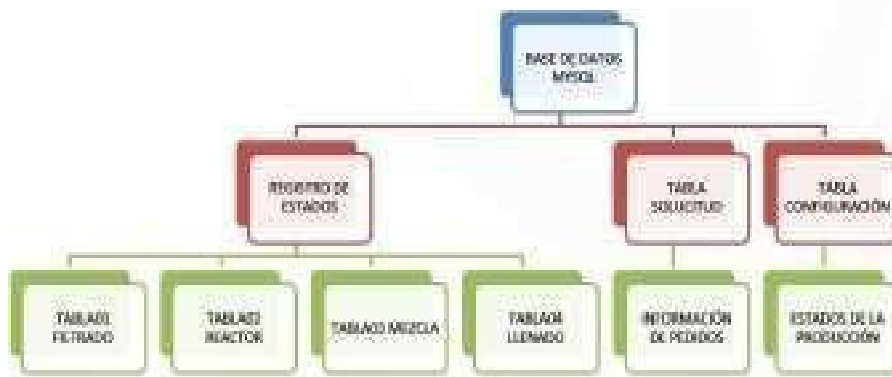 BASE DE DATOS
MYSQL
REGISTRO DE
ESTADOS
TABLA
SOLICITUD
TABLA
CONFIGURACIÓN
TABLA01
FILTRADO
TABLA02
REACTOR
TABLA03 MEZCLA
TABLA04
LLENADO
INFORMACIÓN
DE PEDIDOS
ESTADOS DE LA
PRODUCCIÓN